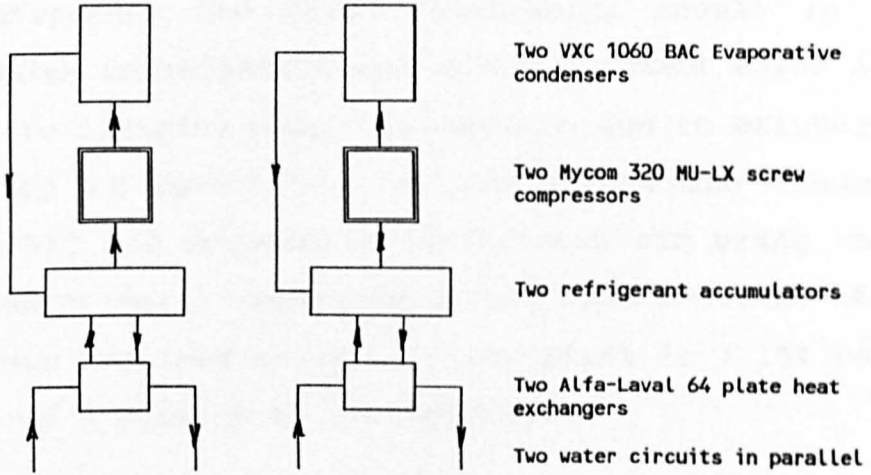 Two VXC 1060 BAC Evaporative
condensers
Two Mycom 320 MU-LX screw
compressors
Two refrigerant accumulators
Two Alfa-Laval 64 plate heat
exchangers
Two water circuits in parallel